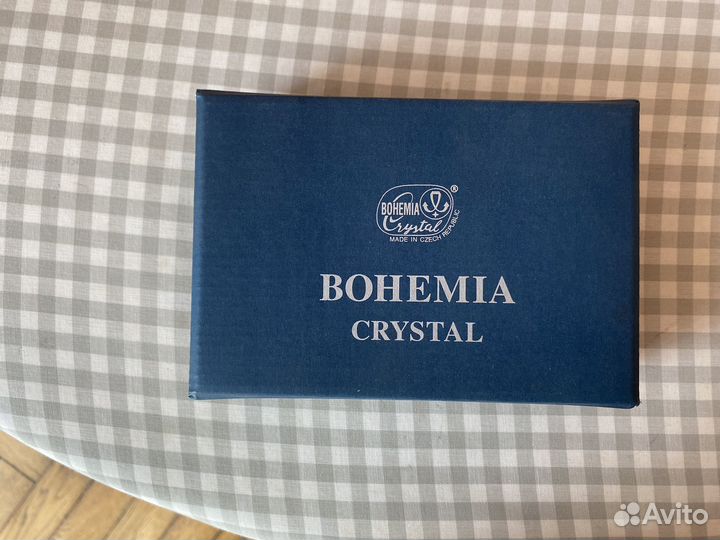 BOHEMIA
Crystal
®
MADE IN CZECH REPUBLIC
BOHEMIA
CRYSTAL
Avito